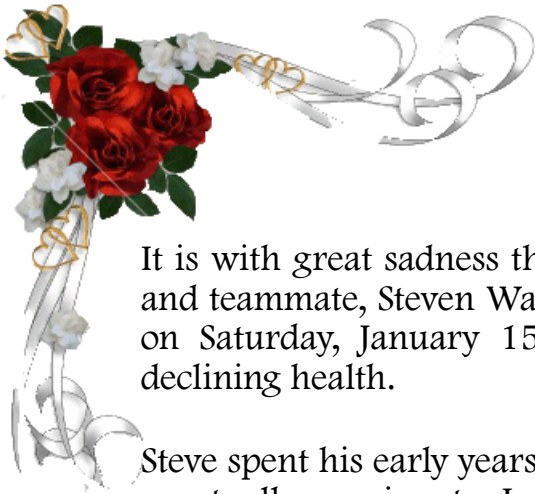 It is with great sadness
and teammate, Steven
on Saturday, January 15
declining health.
Steve spent his early years